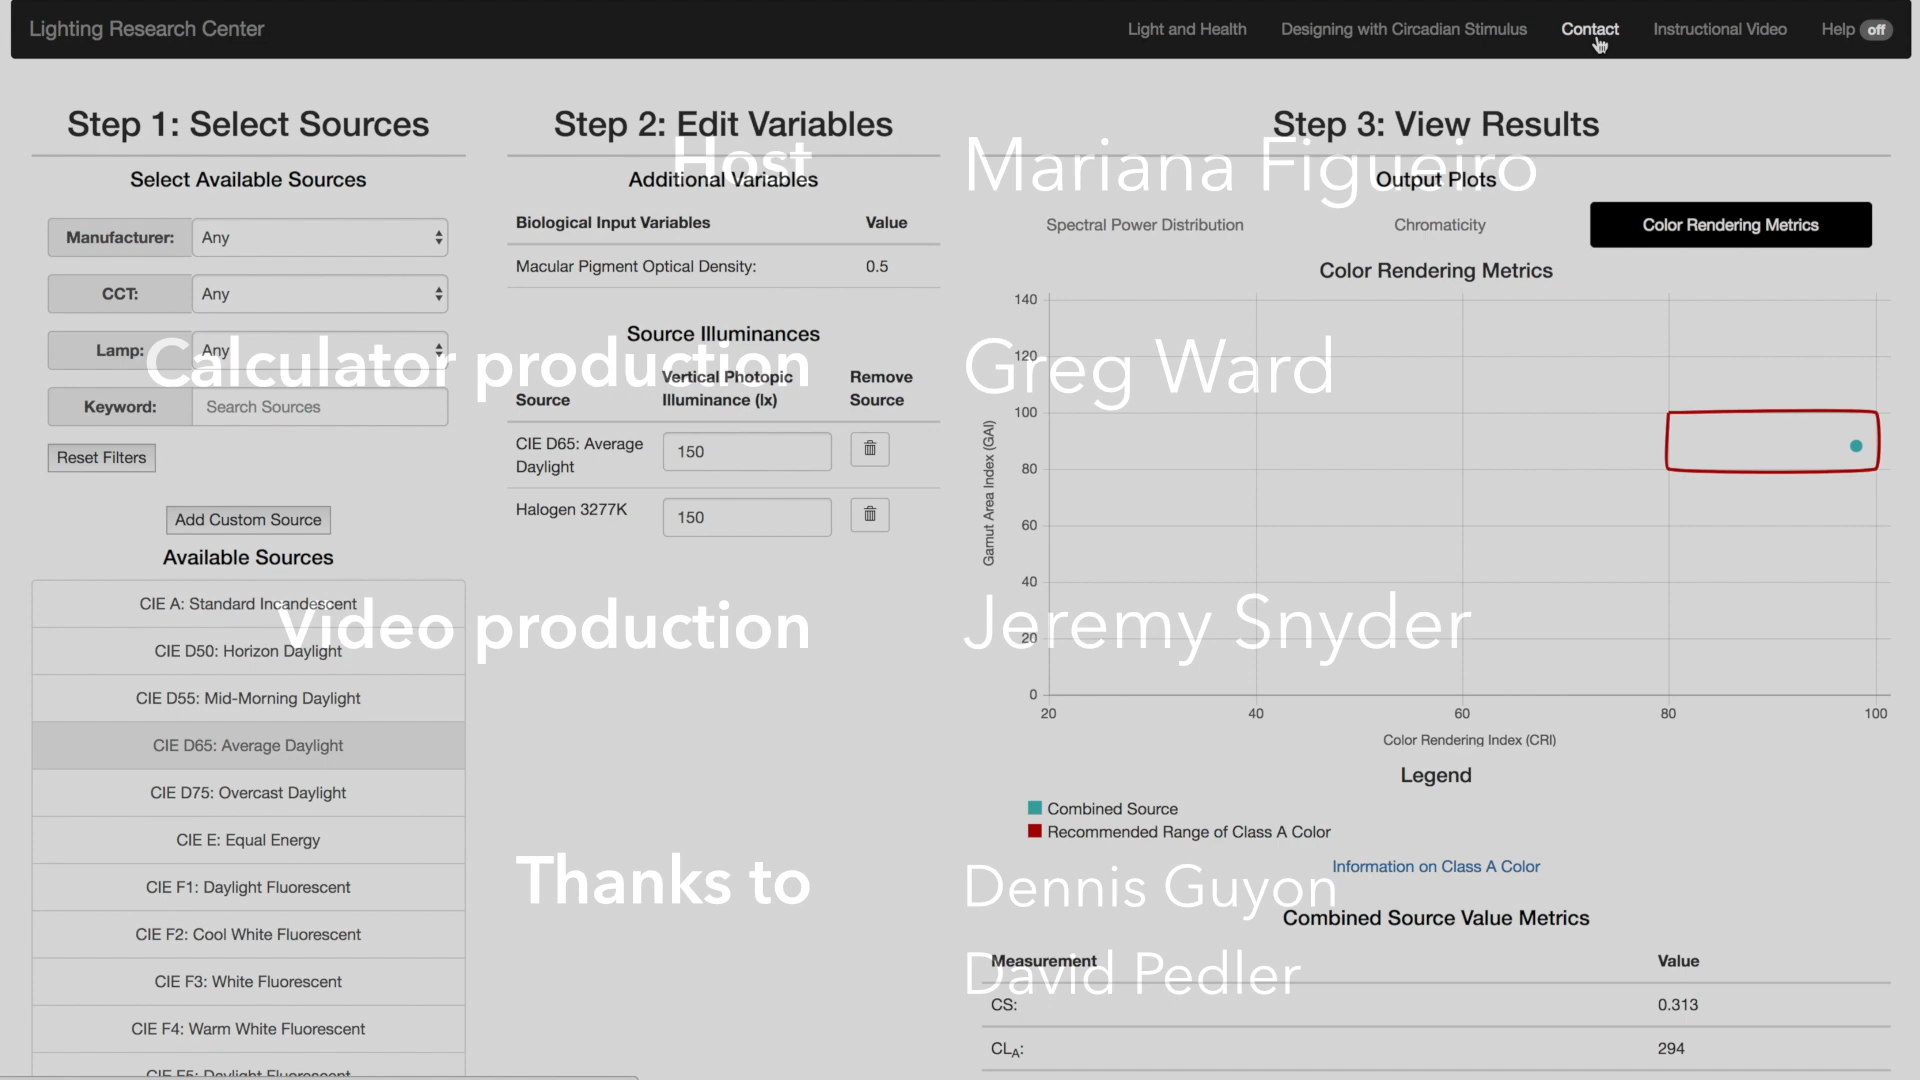 Lighting Research Center
Light and Health
Designing with Circadian Stimulus
Contact
Instructional Video
Help off
Step 1: Select Sources
Select Available Sources
Manufacturer: Any
CCT: Any
Lamp: Any
Keyword: Search Sources
Reset Filters
Add Custom Source
Available Sources
CIE A: Standard Incandescent
CIE D50: Horizon Daylight
CIE D55: Mid-Morning Daylight
CIE D65: Average Daylight
CIE D75: Overcast Daylight
CIE E: Equal Energy
CIE F1: Daylight Fluorescent
CIE F2: Cool White Fluorescent
CIE F3: White Fluorescent
CIE F4: Warm White Fluorescent
CIE F5: Daylight Fluorescent
Step 2: Edit Variables
Additional Variables
Biological Input Variables Value
Macular Pigment Optical Density: 0.5
Source Illuminances
Source
Vertical Photopic
Illuminance (lx)
Remove
Source
CIE D65: Average
Daylight
150
Halogen 3277K 150
Step 3: View Results
Output Plots
Spectral Power Distribution Chromaticity Color Rendering Metrics
Color Rendering Metrics
Gamut Area Index (GAI)
140
120
100
80
60
40
20
0
20 40 60 80 100
Color Rendering Index (CRI)
Legend
Combined Source
Recommended Range of Class A Color
Information on Class A Color
Combined Source Value Metrics
Measurement Value
CS: 0.313
CLA: 294
Host Mariana Figueiro
Calculator production Greg Ward
Video production Jeremy Snyder
Thanks to Dennis Guyon
David Pedler